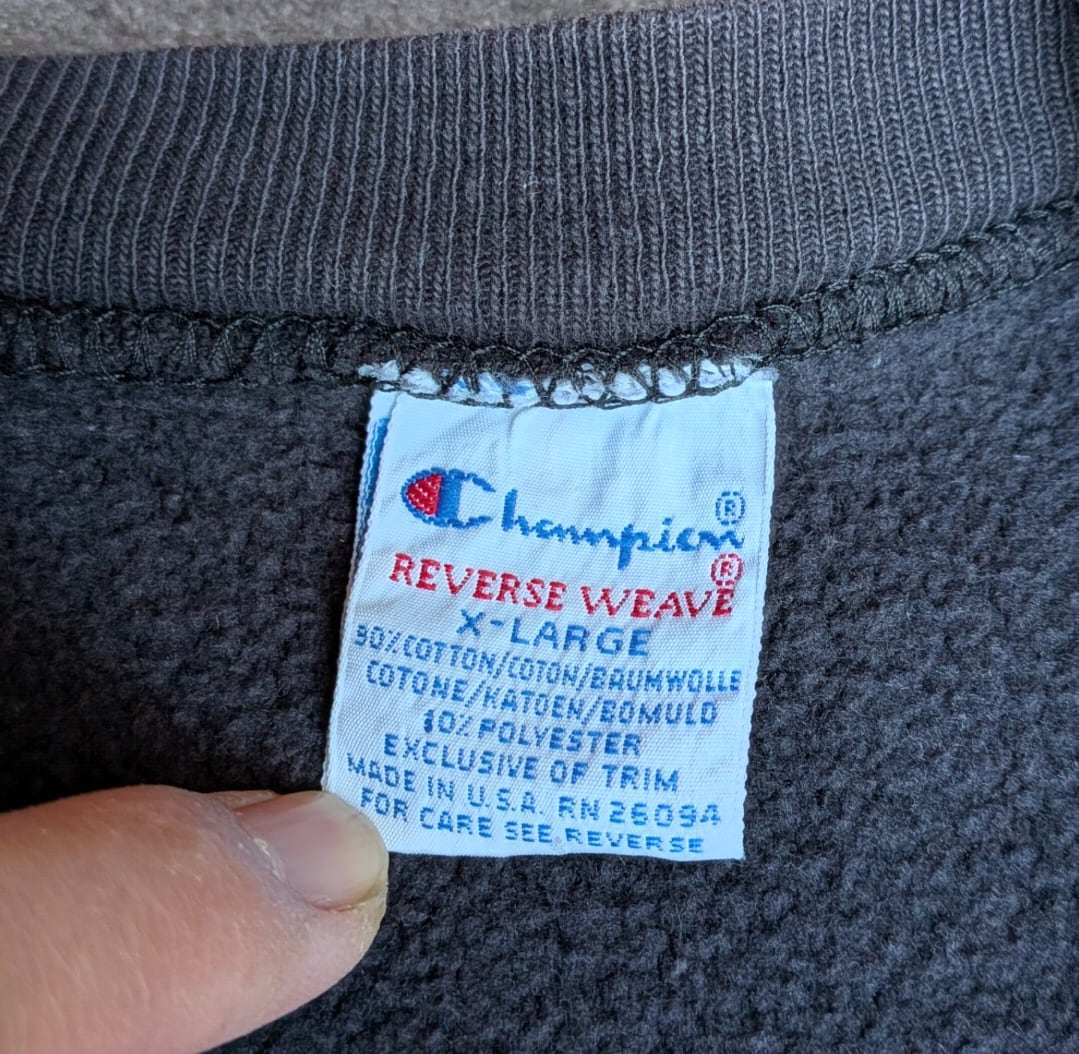 Champion®
REVERSE WEAVE®
X-LARGE
90% COTTON/COTON/BAUMWOLLE
COTONE/KATOEN/BOMULD
10% POLYESTER
EXCLUSIVE OF TRIM
MADE IN U.S.A. RN 26094
FOR CARE SEE REVERSE